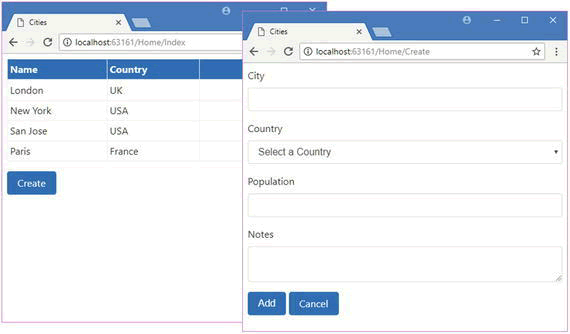 Cities
localhost:63161/Home/Index
Name Country
London UK
New York USA
San Jose USA
Paris France
Create
Cities
localhost:63161/Home/Create
City
Country
Select a Country
Population
Notes
Add Cancel